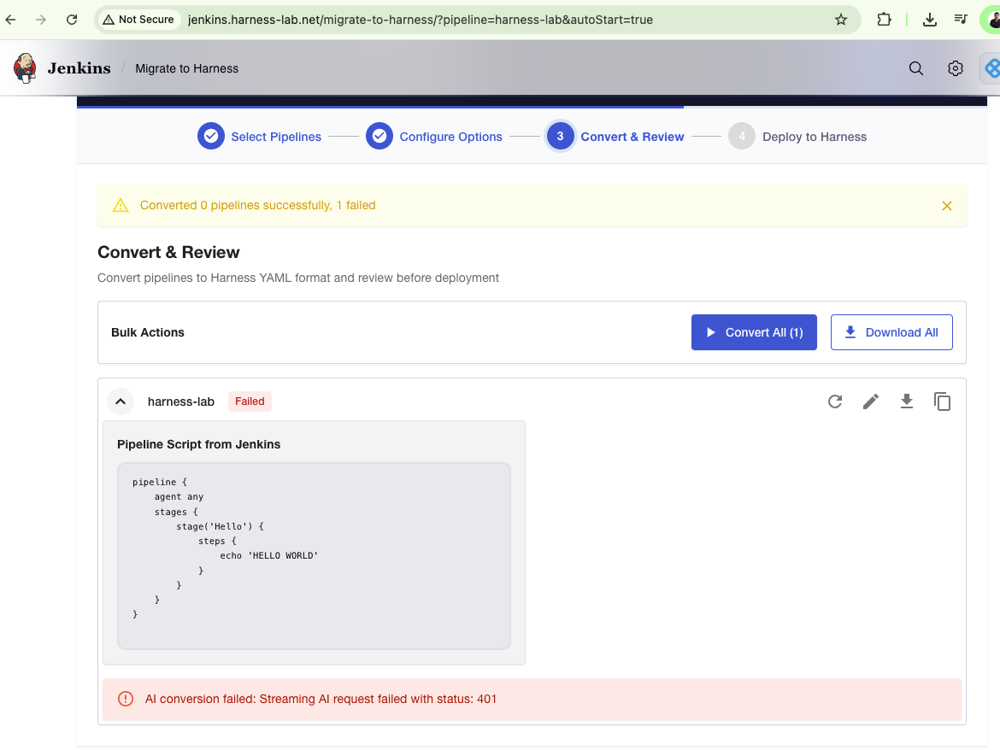 Not Secure
jenkins.harness-lab.net/migrate-to-harness/?pipeline=harness-lab&autoStart=true
Jenkins / Migrate to Harness
Select Pipelines
Configure Options
3 Convert & Review
4 Deploy to Harness
Converted 0 pipelines successfully, 1 failed
Convert & Review
Convert pipelines to Harness YAML format and review before deployment
Bulk Actions
Convert All (1)
Download All
harness-lab
Failed
Pipeline Script from Jenkins
pipeline {
    agent any
    stages {
        stage('Hello') {
            steps {
                echo 'HELLO WORLD'
            }
        }
    }
}
AI conversion failed: Streaming AI request failed with status: 401